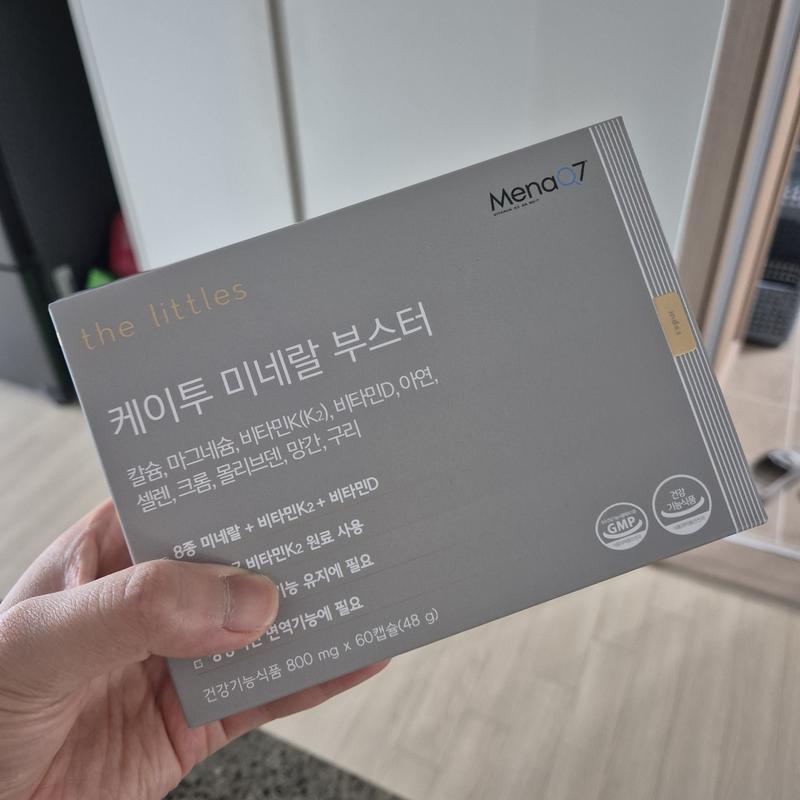 MenaQ7
the littles
케이투 미네랄 부스터
칼슘, 마그네슘, 비타민K(K2), 비타민D, 아연,
셀렌, 크롬, 몰리브덴, 망간, 구리
8종 미네랄 + 비타민K2 + 비타민D
비타민K2 원료 사용
기능 유지에 필요
면역기능에 필요
건강기능식품 800 mg x 60캡슐(48 g)
GMP
건강
기능식품